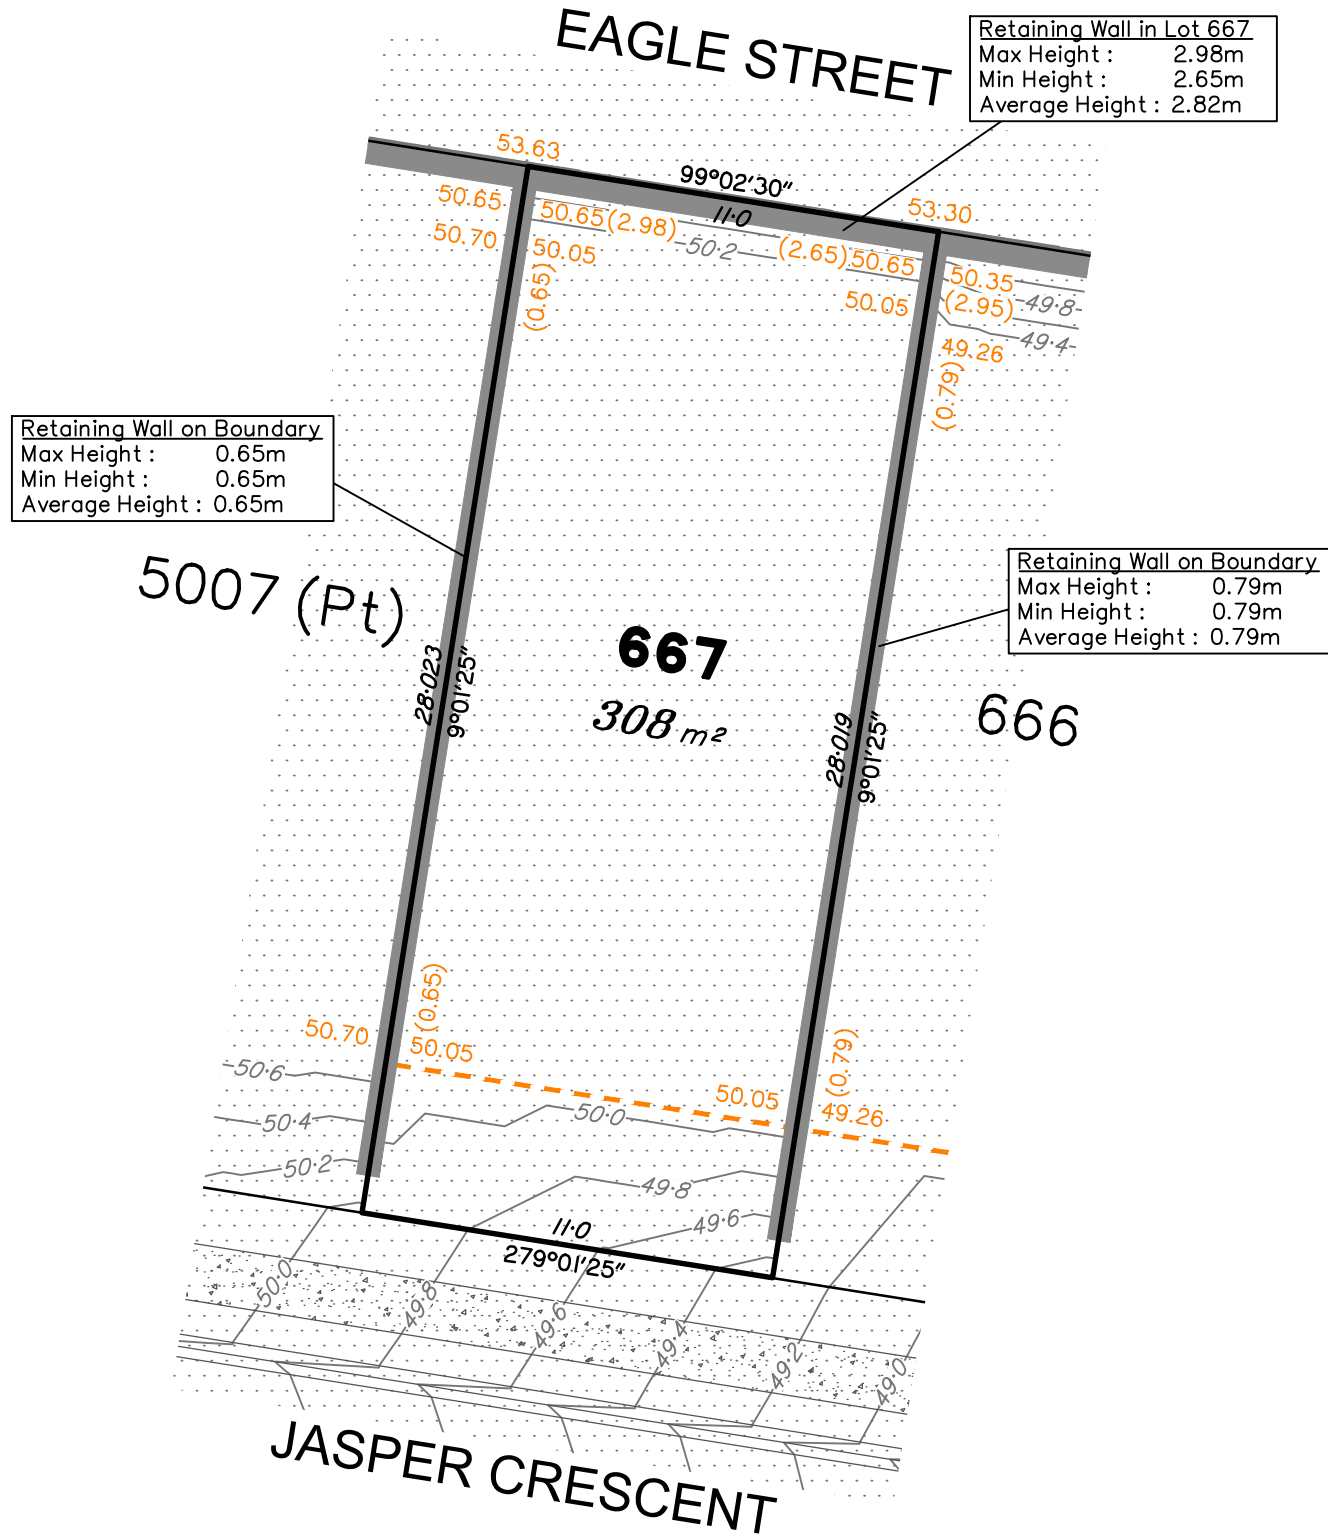 EAGLE STREET
Retaining Wall in Lot 667
Max Height : 2.98m
Min Height : 2.65m
Average Height : 2.82m
53.63
99°02'30"
11·0
53.30
50.65
50.65(2.98)
50.70
50.05
(0.65)
50·2
(2.65)50.65
50.05
50.35
(2.95)
49·8
49·4
49.26
(0.79)
Retaining Wall on Boundary
Max Height : 0.65m
Min Height : 0.65m
Average Height : 0.65m
5007 (Pt)
Retaining Wall on Boundary
Max Height : 0.79m
Min Height : 0.79m
Average Height : 0.79m
667
308 m²
28·023
9°01'25"
28·019
9°01'25"
666
(0.65)
50.70
50.05
(0.79)
50.05
49.26
50·6
50·4
50·2
50·0
49·8
49·6
11·0
279°01'25"
50·0
49·8
49·6
49·4
49·2
49·0
JASPER CRESCENT